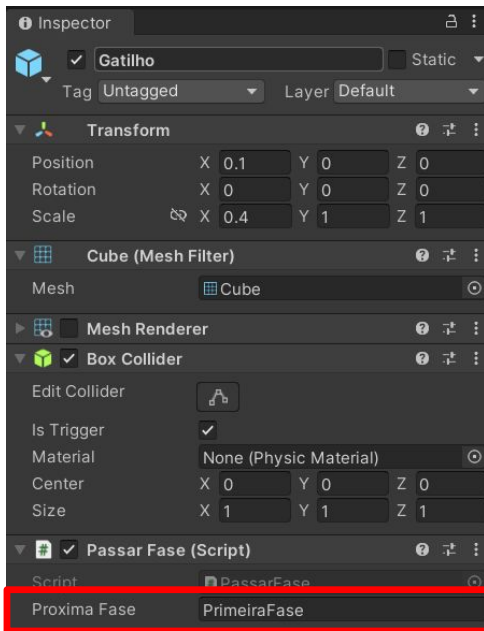 Inspector
Gatilho Static
Tag Untagged Layer Default
Transform
Position X 0.1 Y 0 Z 0
Rotation X 0 Y 0 Z 0
Scale X 0.4 Y 1 Z 1
Cube (Mesh Filter)
Mesh Cube
Mesh Renderer
Box Collider
Edit Collider
Is Trigger
Material None (Physic Material)
Center X 0 Y 0 Z 0
Size X 1 Y 1 Z 1
# Passar Fase (Script)
Script PassarFase
Proxima Fase PrimeiraFase